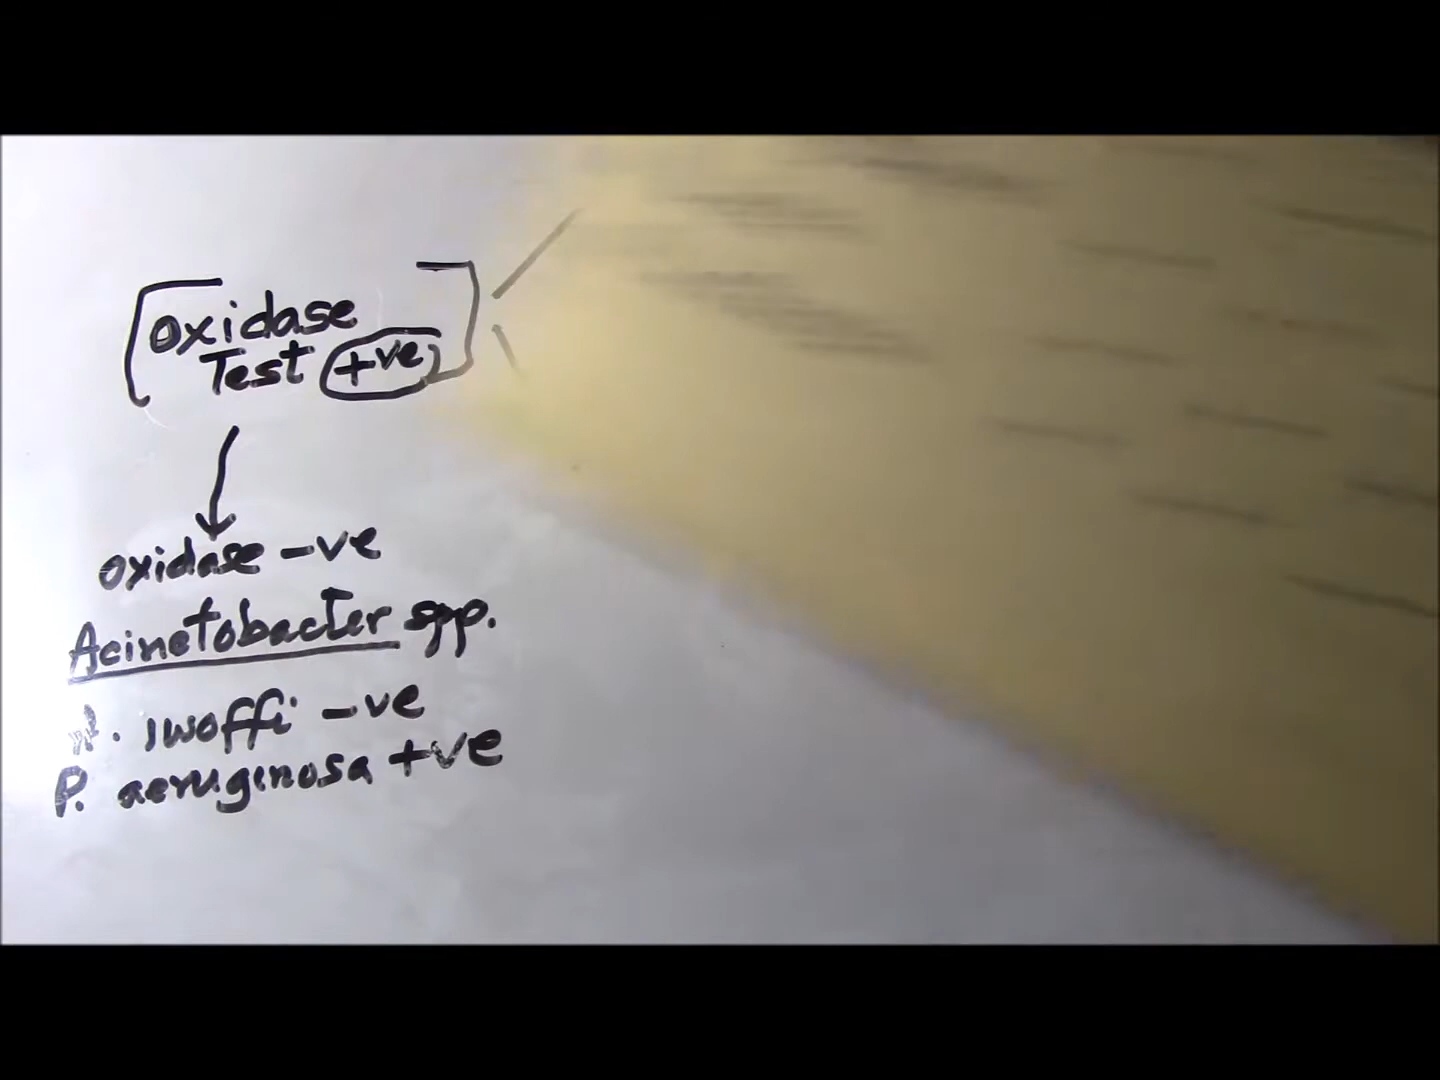 Oxidase
Test +ve
oxidase -ve
Acinetobacter spp.
lwoffi -ve
P. aeruginosa +ve